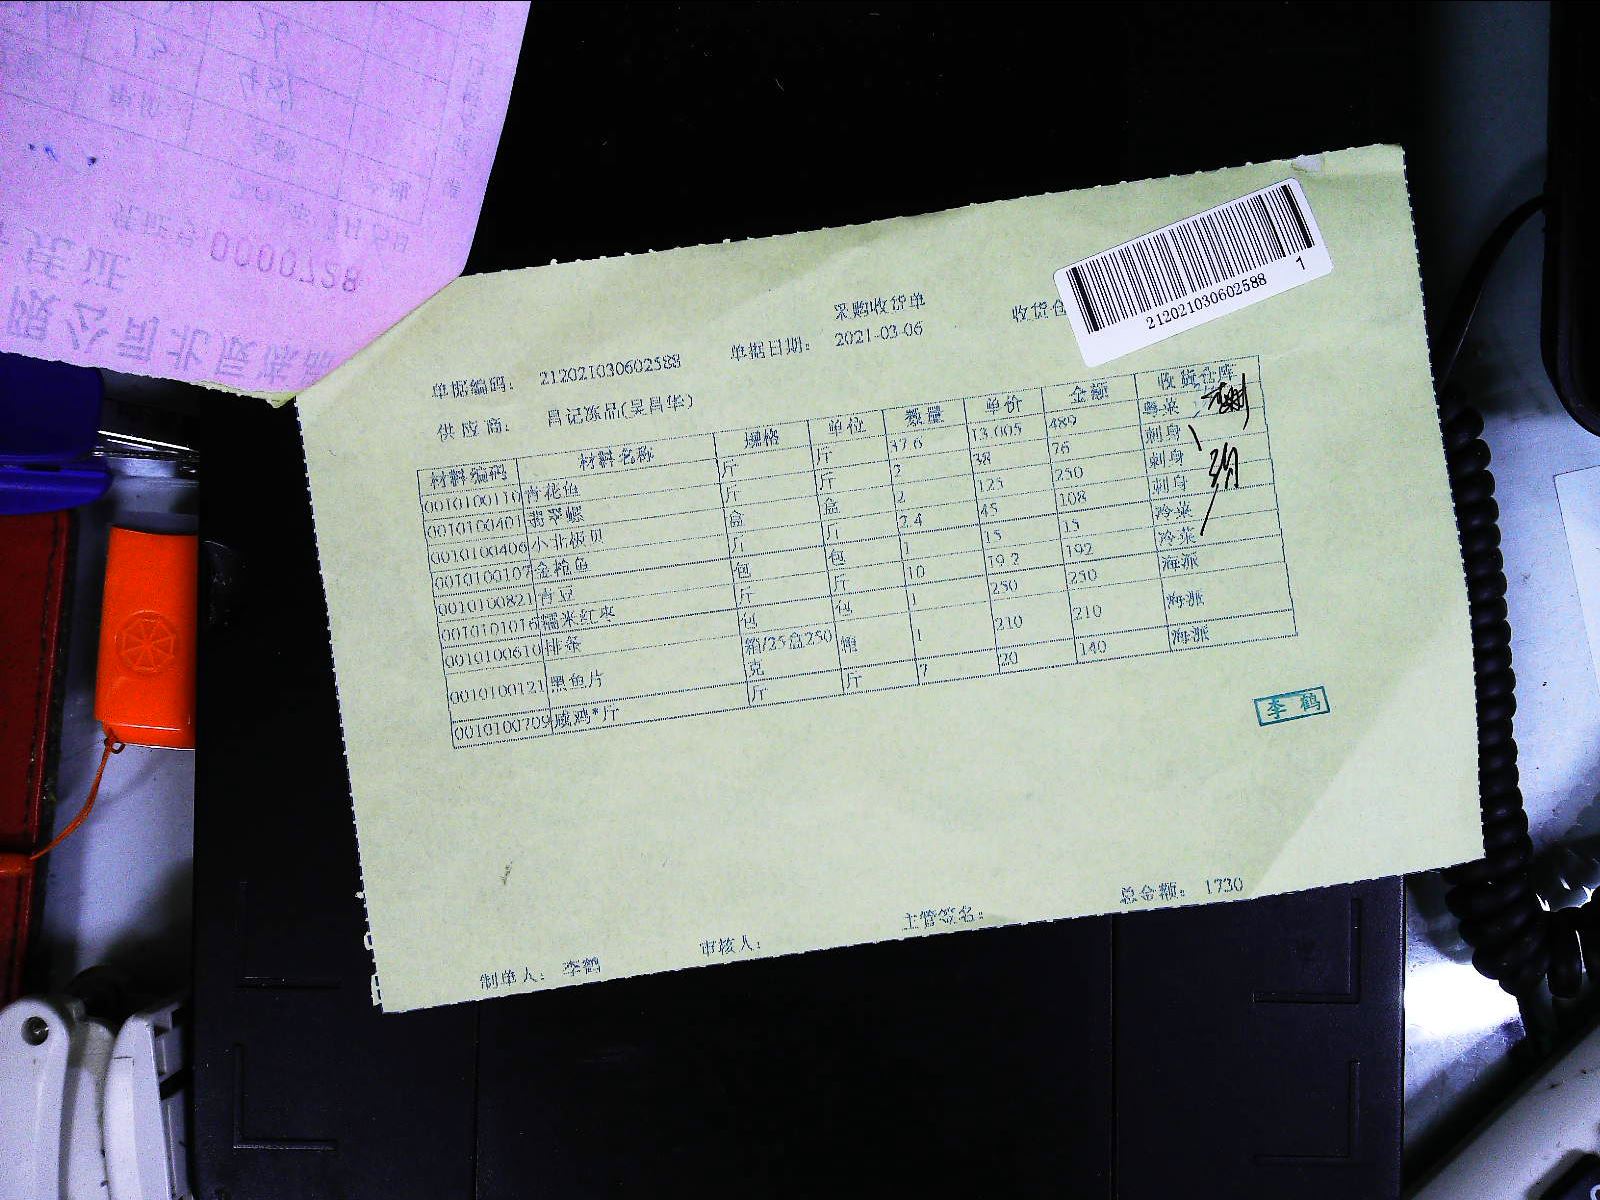 采购收货单
单据编码: 212021030602588 单据日期: 2021-03-06 收货仓
供应商: 昌记冻品(吴昌华)
212021030602588 1
材料编码 材料名称 规格 单位 数量 单价 金额 收货仓库
0010100110 青花鱼 斤 斤 37.6 13.005 489 粤菜
0010100401 翡翠螺 斤 斤 2 38 76 刺身
0010100406 小北极贝 盒 盒 2 125 250 刺身
0010100107 金枪鱼 斤 斤 2.4 45 108 刺身
0010100821 青豆 包 包 1 15 15 冷菜
0010101015 糯米红枣 斤 斤 10 19.2 192 冷菜
0010100610 排条 包 包 1 250 250 海派
0010100121 黑鱼片 箱/25盒250克 箱 1 210 210 海派
0010100709 咸鸡*斤 斤 斤 7 20 140 海派
李鹤
总金额: 1730
制单人: 李鹤 审核人: 主管签名:
0000728